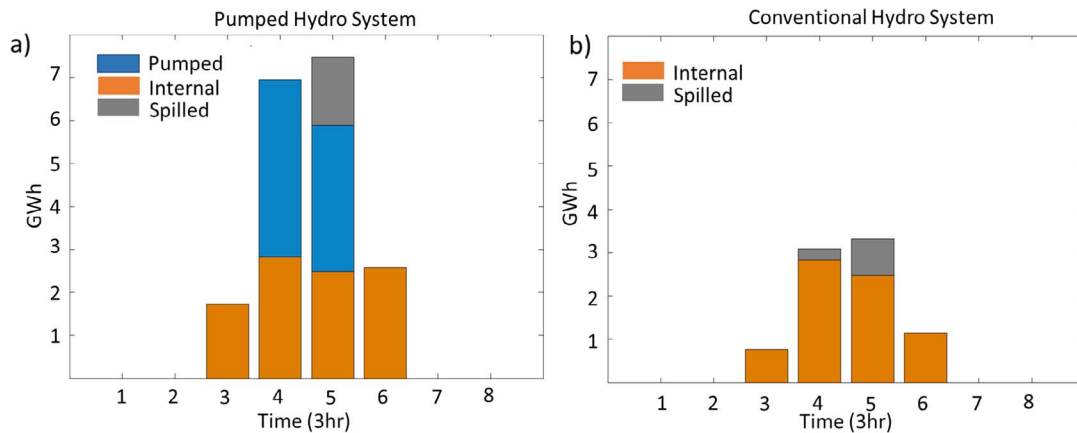 Pumped Hydro System
a)
Pumped
Internal
Spilled
7
6
5
4
3
2
1
GWh
1 2 3 4 5 6 7 8
Time (3hr)
Conventional Hydro System
b)
Internal
Spilled
7
6
5
4
3
2
1
GWh
1 2 3 4 5 6 7 8
Time (3hr)